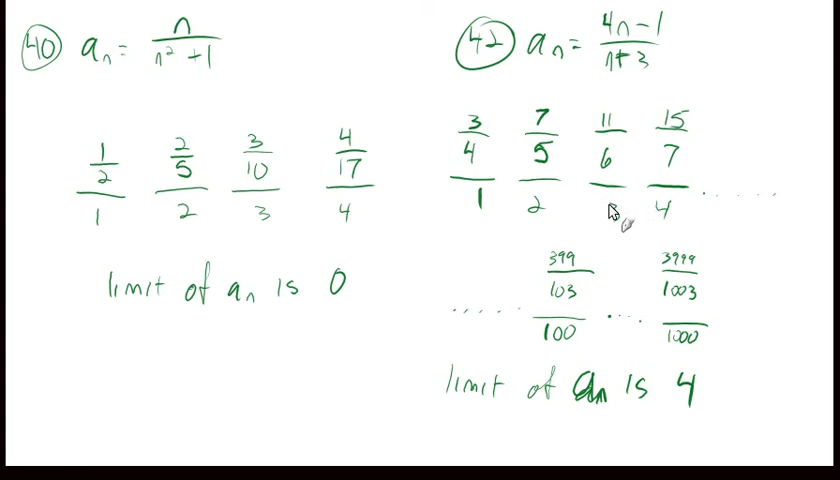 40 aₙ = n/(n² + 1)
1/2 2/5 3/10 4/17
1 2 3 4
limit of aₙ is 0
42 aₙ = (4n − 1)/(n + 3)
3/4 7/5 11/6 15/7
1 2 3 4 . . . . . .
399/103 3999/1003
. . . . . . 100 . . . . 1000
limit of aₙ is 4